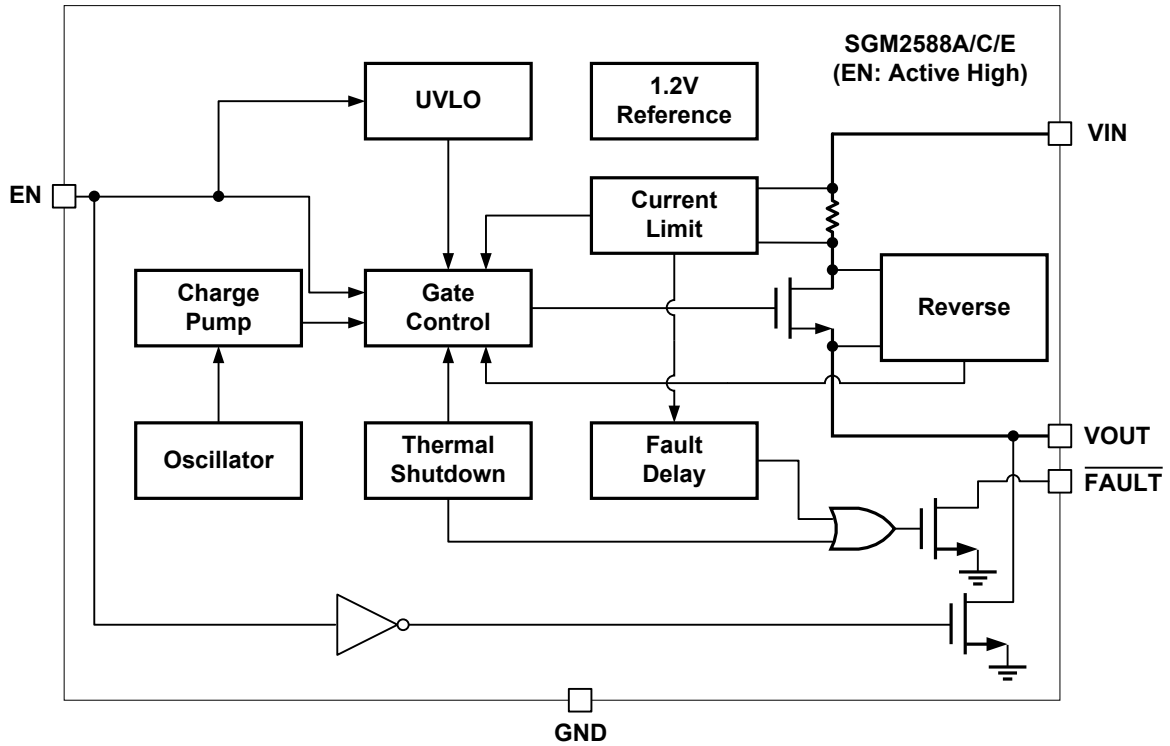 SGM2588A/C/E
(EN: Active High)
UVLO
1.2V
Reference
VIN
EN
Current
Limit
Charge
Pump
Gate
Control
Reverse
Oscillator
Thermal
Shutdown
Fault
Delay
VOUT
FAULT
GND